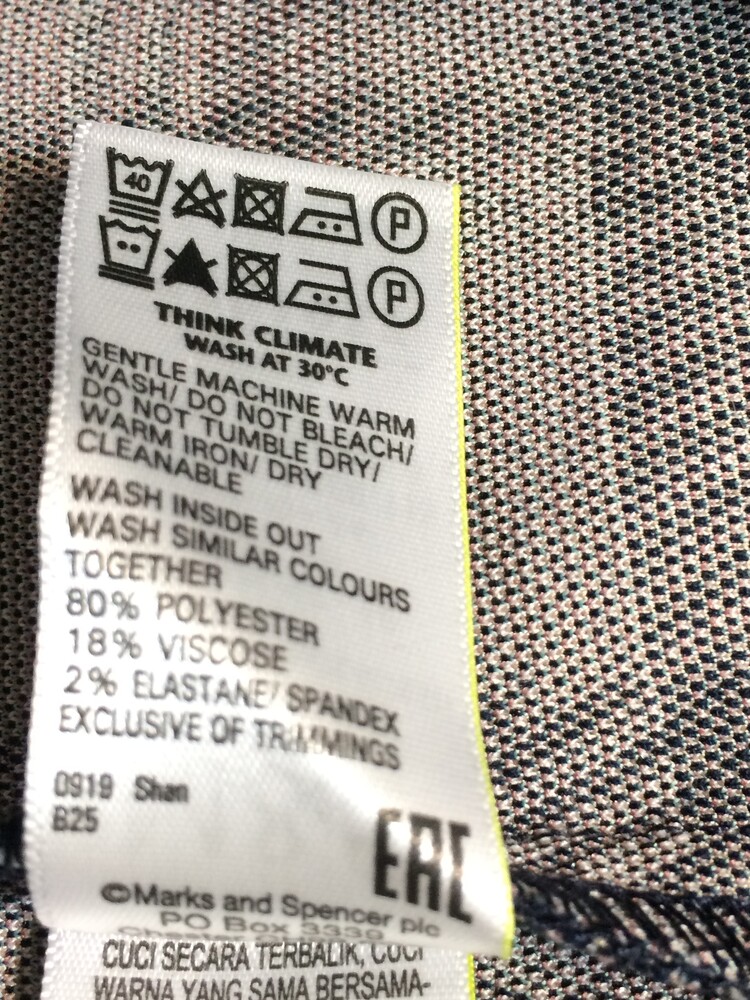 40
P
P
THINK CLIMATE
WASH AT 30°C
GENTLE MACHINE WARM
WASH/ DO NOT BLEACH/
DO NOT TUMBLE DRY/
WARM IRON/ DRY
CLEANABLE
WASH INSIDE OUT
WASH SIMILAR COLOURS
TOGETHER
80% POLYESTER
18% VISCOSE
2% ELASTANE/ SPANDEX
EXCLUSIVE OF TRIMMINGS
0919 Shan
B25
EAC
©Marks and Spencer plc
PO Box 3339
CUCI SECARA TERBALIK, CUCI
WARNA YANG SAMA BERSAMA-